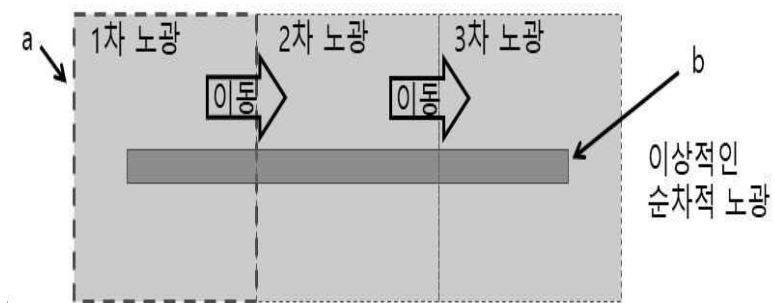 a
1차 노광
2차 노광
3차 노광
이동
이동
b
이상적인
순차적 노광